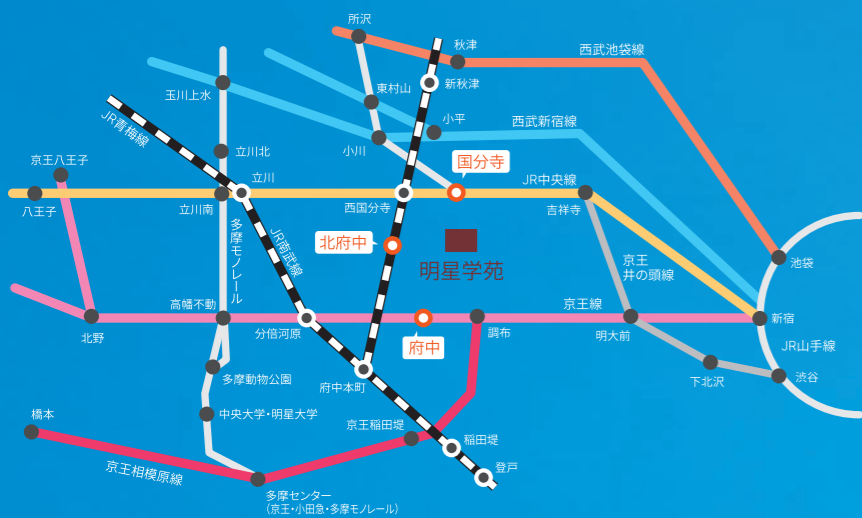 所沢
秋津
西武池袋線
新秋津
玉川上水
東村山
小平
西武新宿線
JR青梅線
小川
立川北
国分寺
京王八王子
立川
JR中央線
八王子
立川南
西国分寺
吉祥寺
多摩モノレール
JR南武線
北府中
明星学苑
京王
井の頭線
池袋
高幡不動
京王線
北野
分倍河原
府中
調布
明大前
新宿
JR山手線
多摩動物公園
府中本町
下北沢
渋谷
橋本
中央大学・明星大学
京王稲田堤
稲田堤
京王相模原線
登戸
多摩センター
(京王・小田急・多摩モノレール)